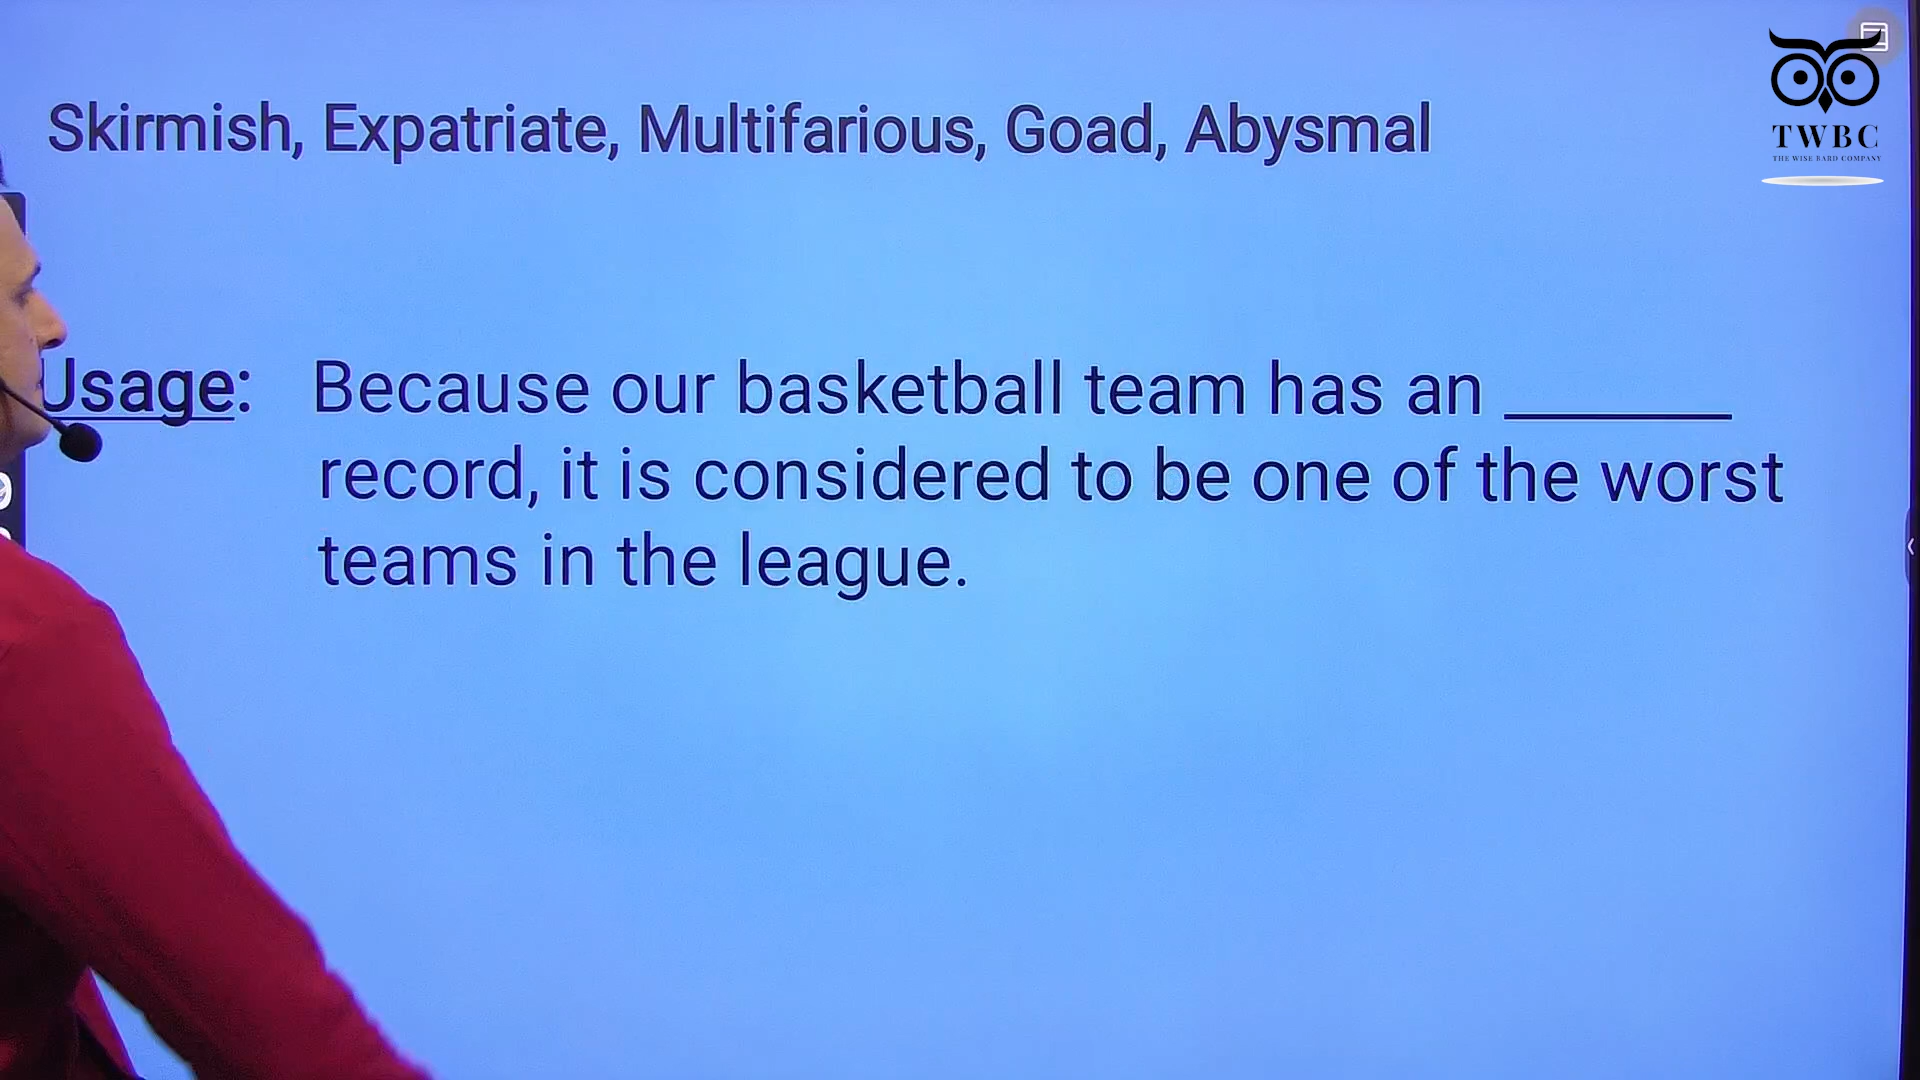 Skirmish, Expatriate, Multifarious, Goad, Abysmal
TWBC
THE WISE BARD COMPANY
Usage: Because our basketball team has an ______
record, it is considered to be one of the worst
teams in the league.